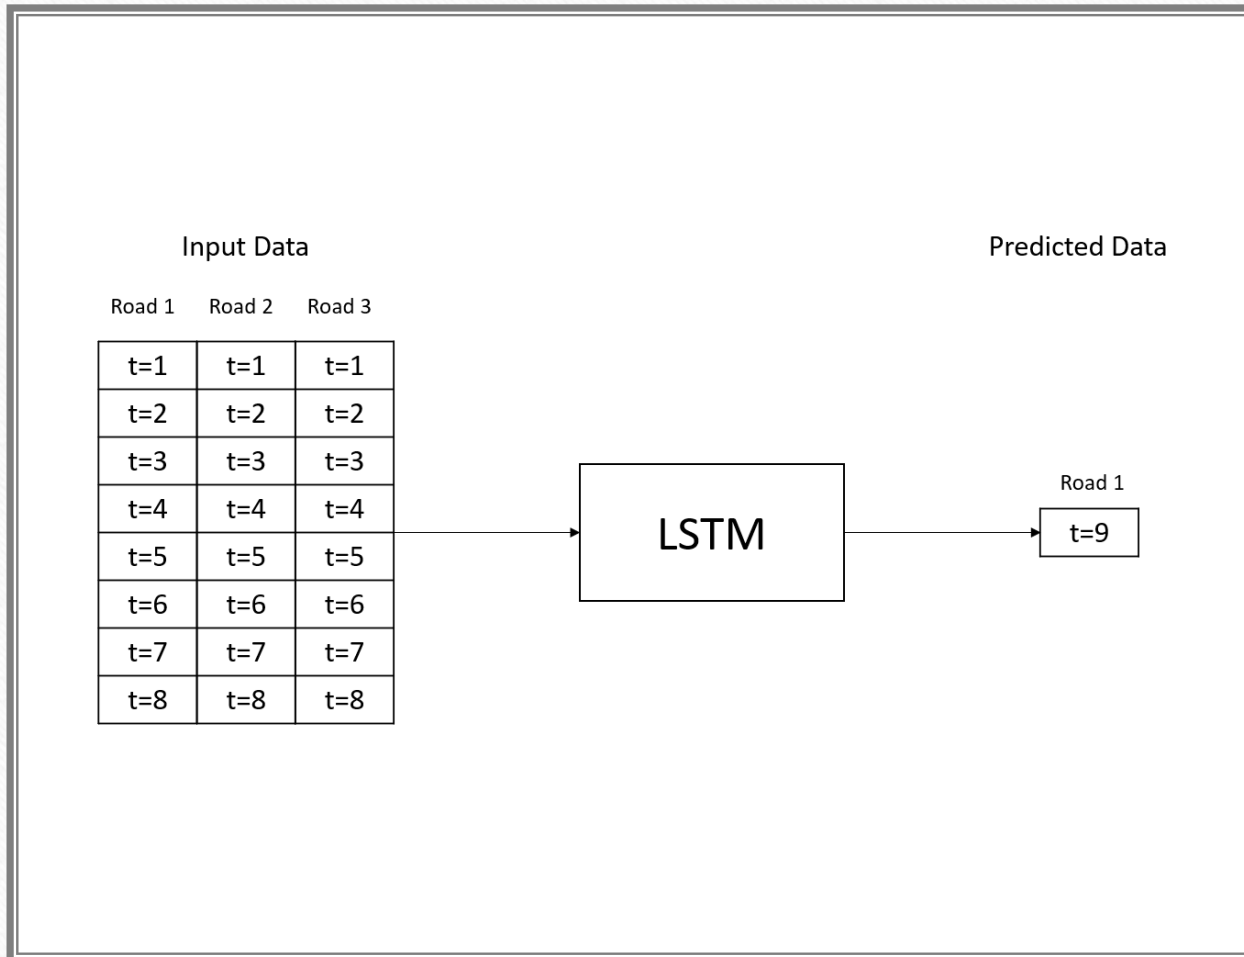 Input Data
Predicted Data
Road 1 Road 2 Road 3
t=1 t=1 t=1
t=2 t=2 t=2
t=3 t=3 t=3
t=4 t=4 t=4
t=5 t=5 t=5
t=6 t=6 t=6
t=7 t=7 t=7
t=8 t=8 t=8
LSTM
Road 1
t=9